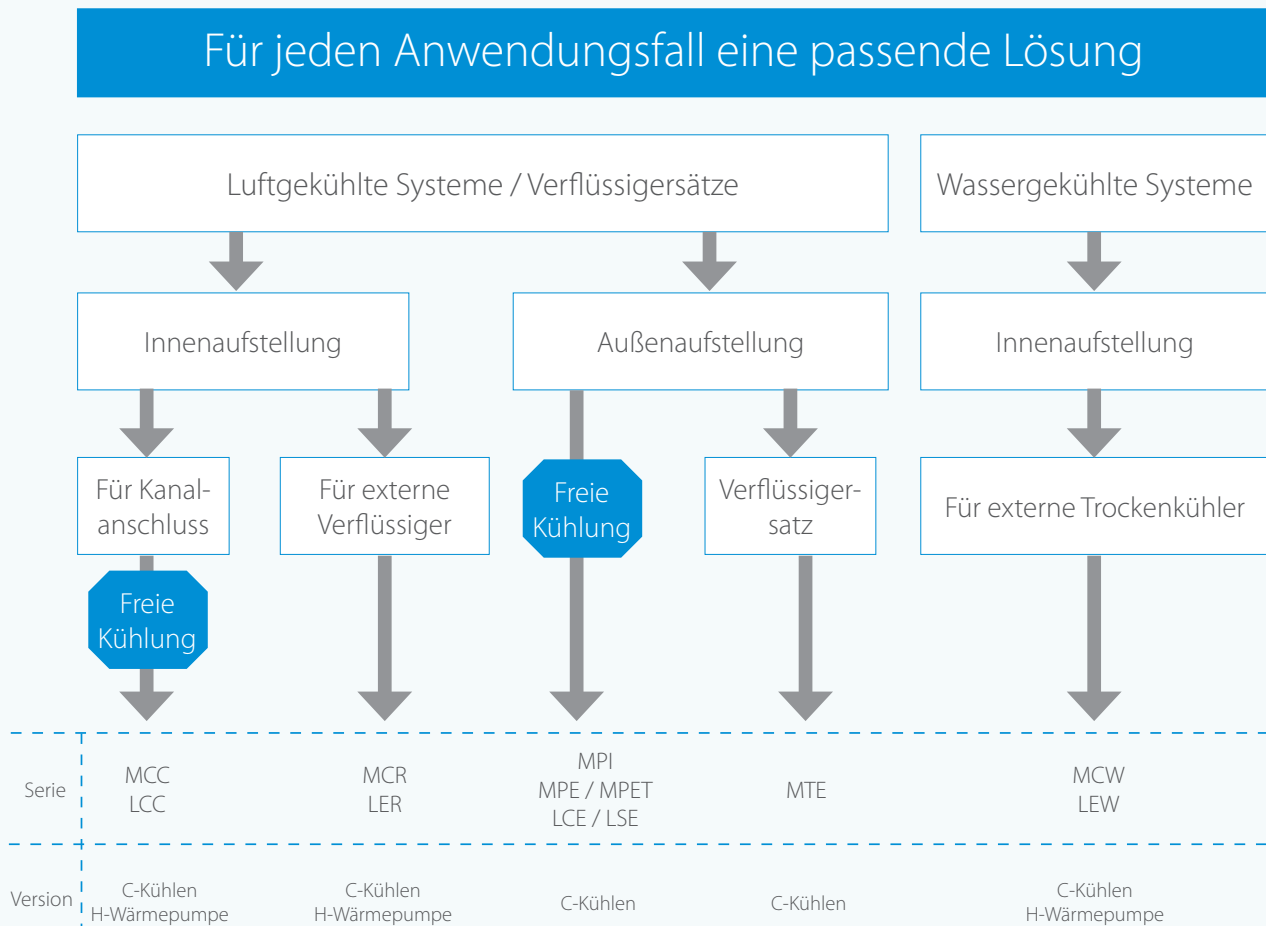 Für jeden Anwendungsfall eine passende Lösung
Luftgekühlte Systeme / Verflüssigersätze
Wassergekühlte Systeme
Innenaufstellung
Außenaufstellung
Innenaufstellung
Für Kanal-
anschluss
Für externe
Verflüssiger
Freie
Kühlung
Verflüssiger-
satz
Für externe Trockenkühler
Freie
Kühlung
Serie
MCC
LCC
MCR
LER
MPI
MPE / MPET
LCE / LSE
MTE
MCW
LEW
Version
C-Kühlen
H-Wärmepumpe
C-Kühlen
H-Wärmepumpe
C-Kühlen
C-Kühlen
C-Kühlen
H-Wärmepumpe